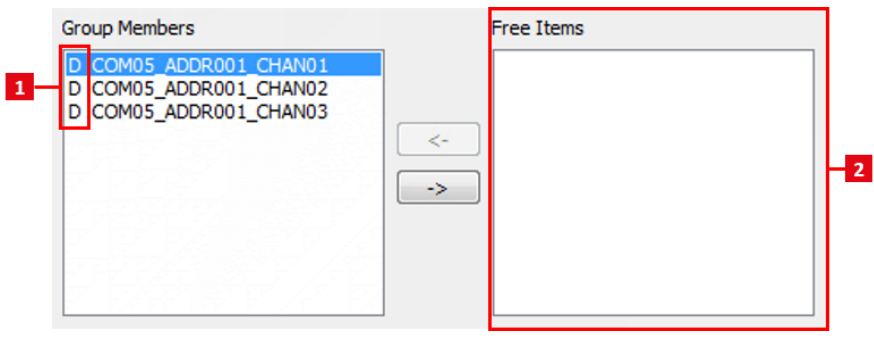 Group Members
Free Items
1
D COM05_ADDR001_CHAN01
D COM05_ADDR001_CHAN02
D COM05_ADDR001_CHAN03
<-
->
2